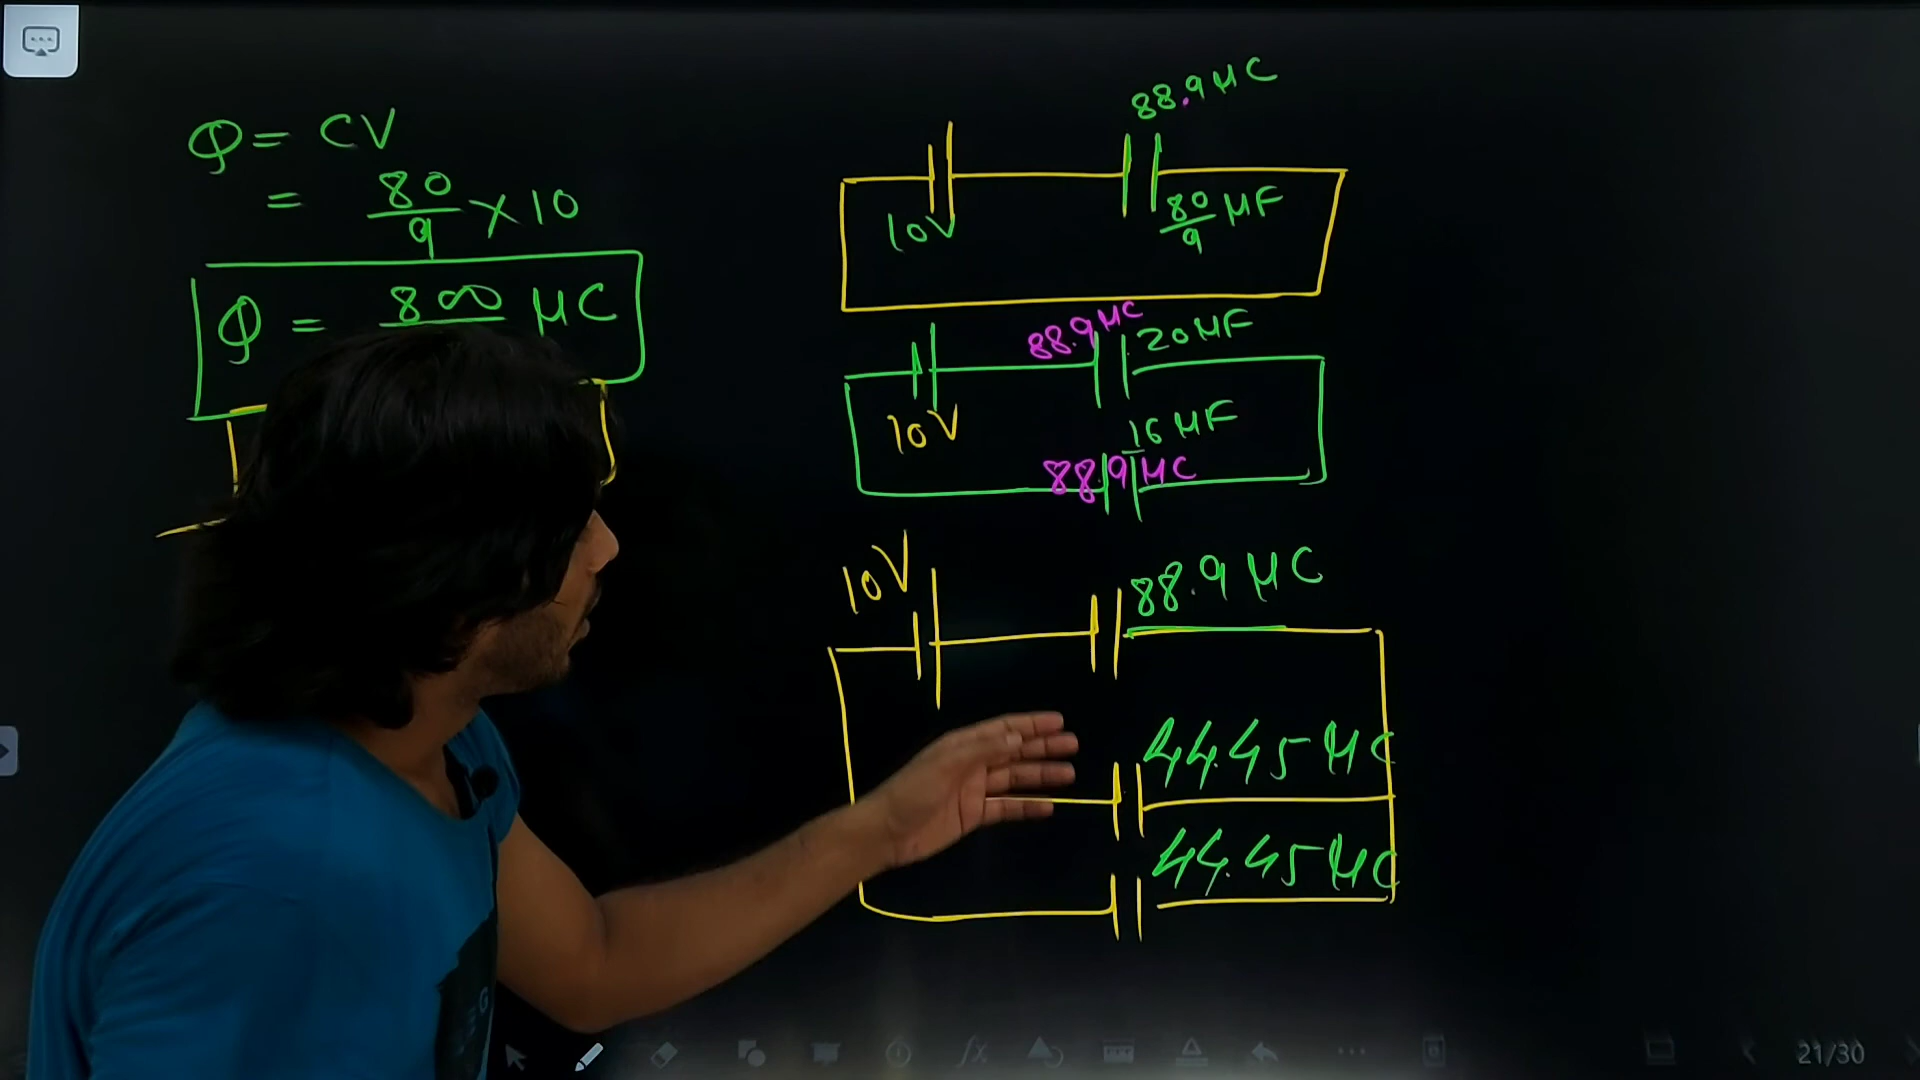 Φ = CV
= 80/9 × 10
Φ = 800 μC
88.9 μC
10V
80/9 μF
88.9 μC
20 μF
10V
16 μF
88.9 μC
10V
88.9 μC
44.45 μC
44.45 μC
21/30